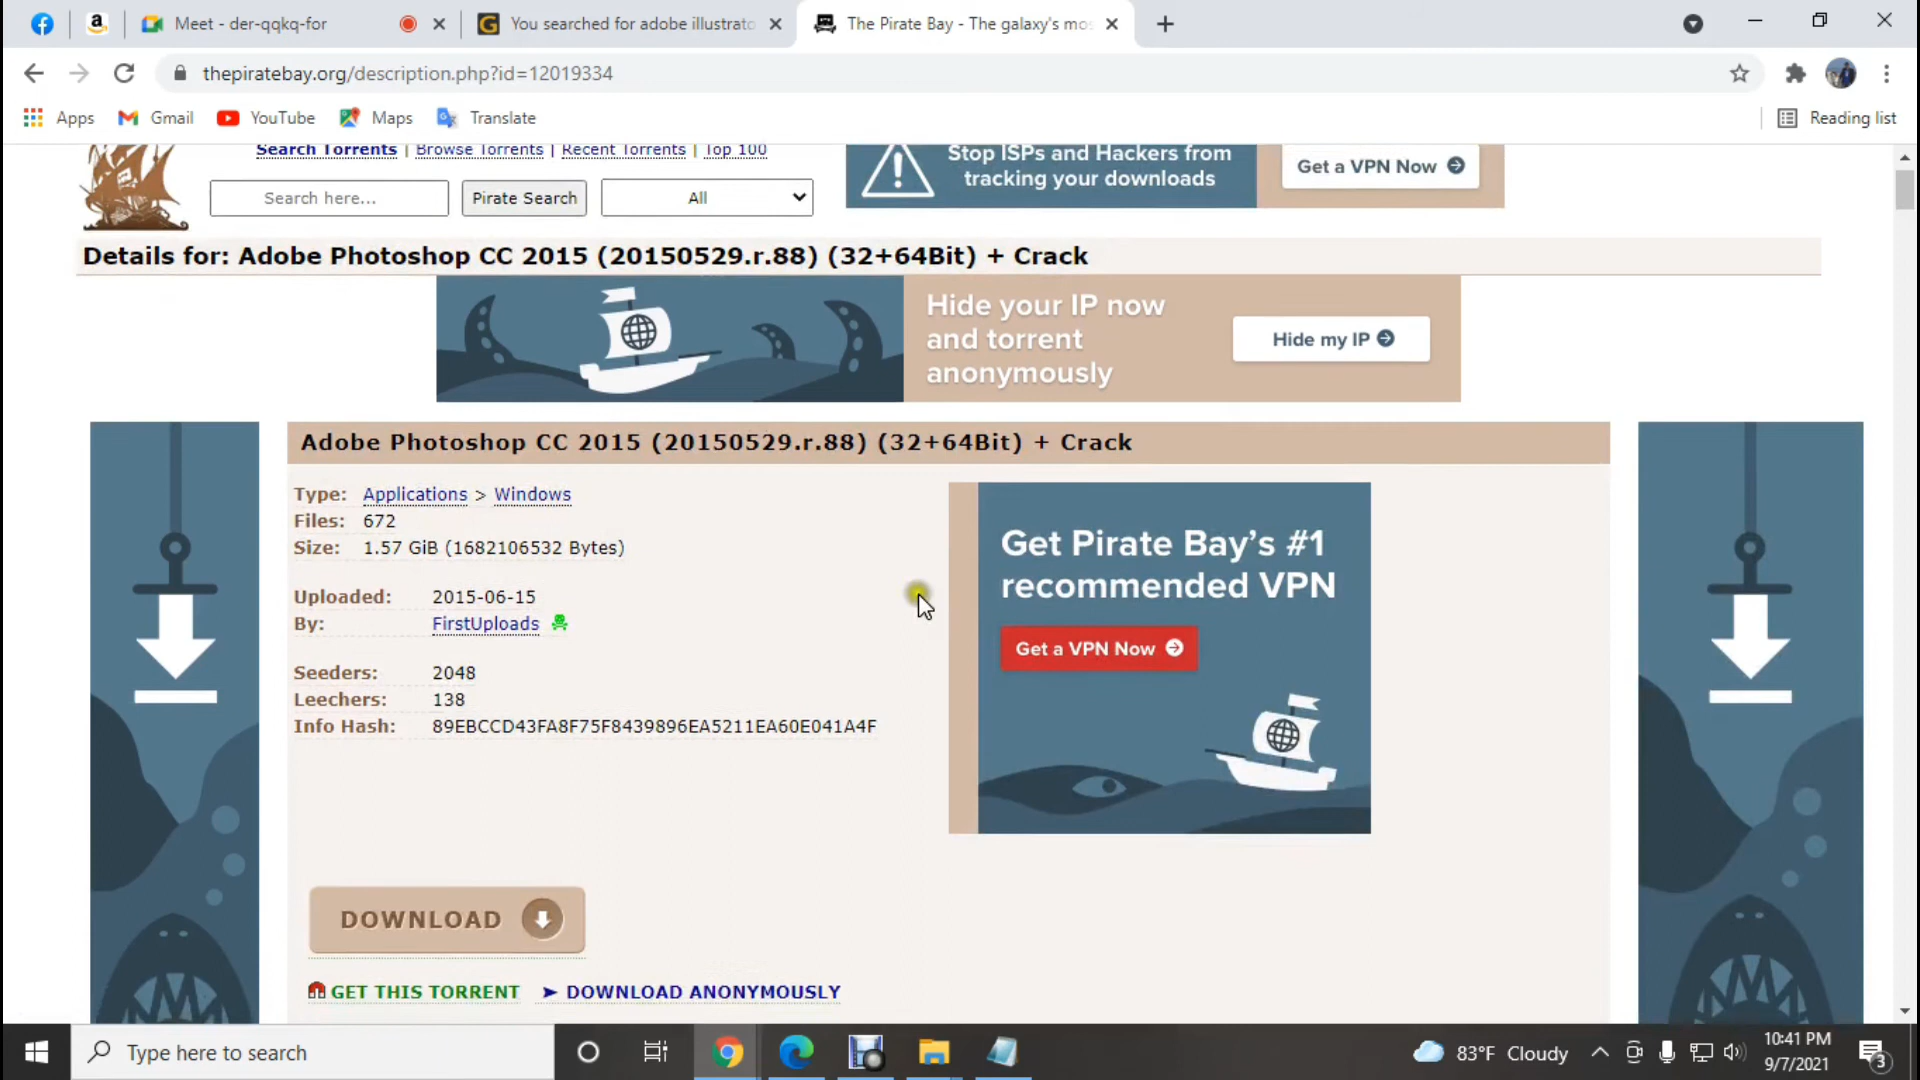 Meet - der-qqkq-for
You searched for adobe illustrato
The Pirate Bay - The galaxy's mos
thepiratebay.org/description.php?id=12019334
Apps Gmail YouTube Maps Translate Reading list
Search Torrents | Browse Torrents | Recent Torrents | Top 100
Search here... Pirate Search All
Stop ISPs and Hackers from
tracking your downloads
Get a VPN Now
Details for: Adobe Photoshop CC 2015 (20150529.r.88) (32+64Bit) + Crack
Hide your IP now
and torrent
anonymously
Hide my IP
Adobe Photoshop CC 2015 (20150529.r.88) (32+64Bit) + Crack
Type: Applications > Windows
Files: 672
Size: 1.57 GiB (1682106532 Bytes)
Uploaded: 2015-06-15
By: FirstUploads
Seeders: 2048
Leechers: 138
Info Hash: 89EBCCD43FA8F75F8439896EA5211EA60E041A4F
Get Pirate Bay's #1
recommended VPN
Get a VPN Now
DOWNLOAD
GET THIS TORRENT ► DOWNLOAD ANONYMOUSLY
Type here to search
83°F Cloudy
10:41 PM
9/7/2021
3